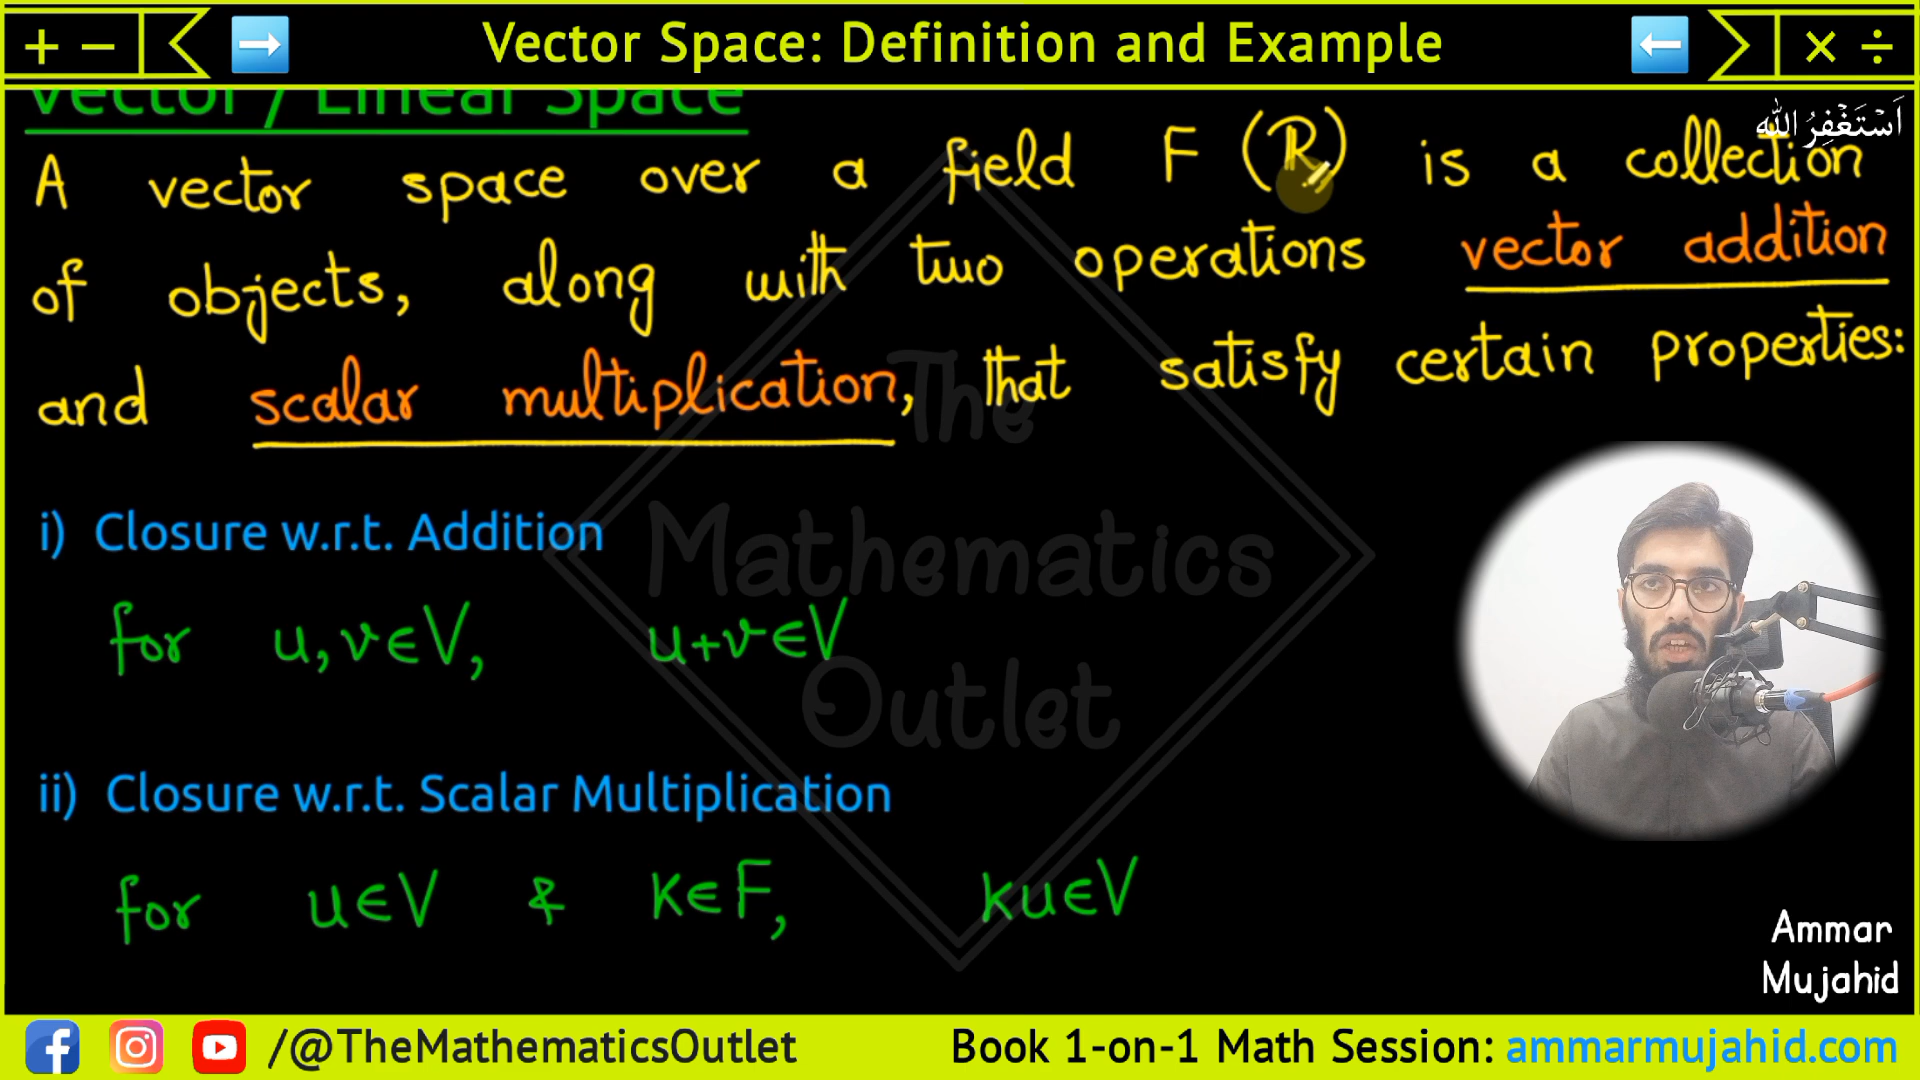 + − Vector Space: Definition and Example × ÷
Vector / Linear Space
أَسْتَغْفِرُ اللّٰه
A vector space over a field F (R) is a collection
of objects, along with two operations vector addition
and scalar multiplication, that satisfy certain properties:
i) Closure w.r.t. Addition
for u, v ∈ V, u+v ∈ V
ii) Closure w.r.t. Scalar Multiplication
for u ∈ V & k ∈ F, ku ∈ V
The
Mathematics
Outlet
Ammar
Mujahid
/@TheMathematicsOutlet Book 1-on-1 Math Session: ammarmujahid.com